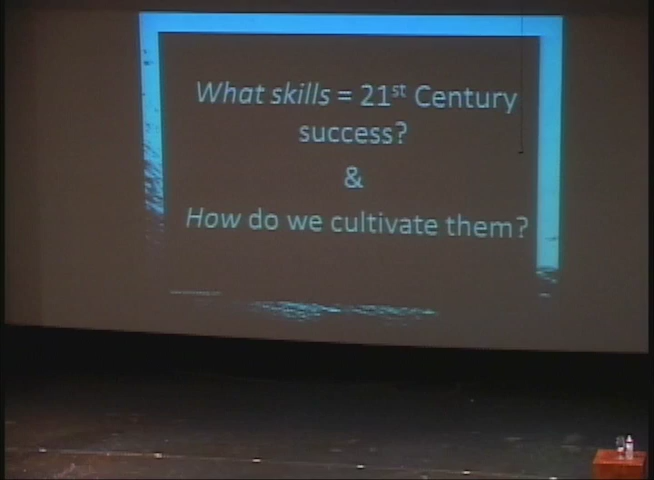 What skills = 21st Century
success?
&
How do we cultivate them?